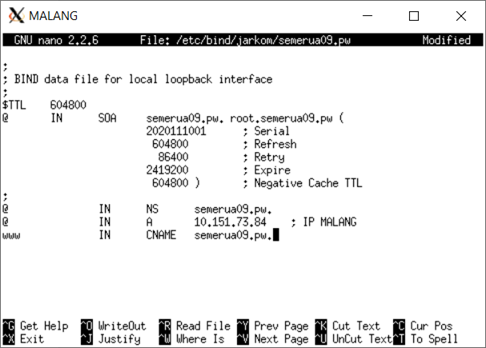 MALANG
GNU nano 2.2.6 File: /etc/bind/jarkom/semerua09.pw Modified
;
; BIND data file for local loopback interface
;
$TTL 604800
@ IN SOA semerua09.pw. root.semerua09.pw (
2020111001 ; Serial
604800 ; Refresh
86400 ; Retry
2419200 ; Expire
604800 ) ; Negative Cache TTL
;
@ IN NS semerua09.pw.
@ IN A 10.151.73.84 ; IP MALANG
www IN CNAME semerua09.pw.
^G Get Help ^O WriteOut ^R Read File ^Y Prev Page ^K Cut Text ^C Cur Pos
^X Exit ^J Justify ^W Where Is ^V Next Page ^U UnCut Text ^T To Spell